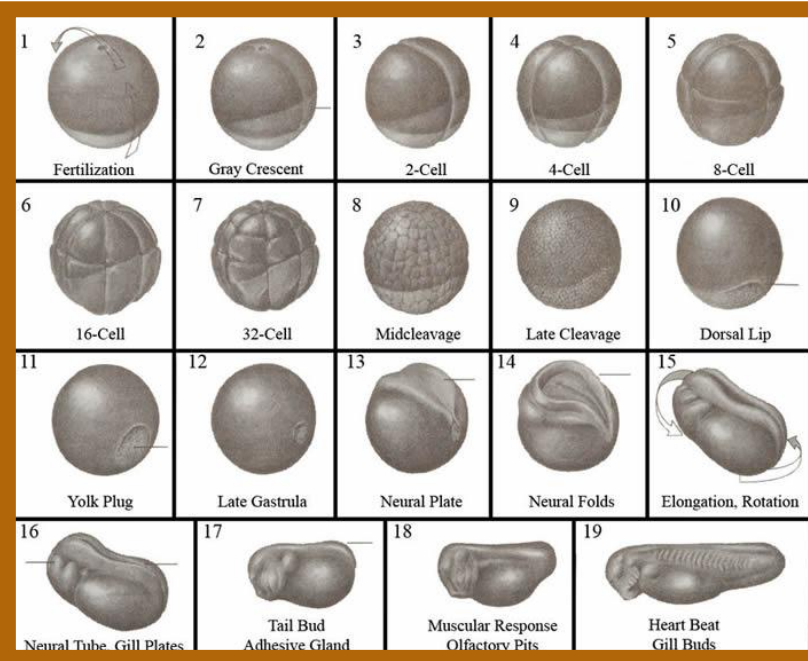 1
Fertilization
2
Gray Crescent
3
2-Cell
4
4-Cell
5
8-Cell
6
16-Cell
7
32-Cell
8
Midcleavage
9
Late Cleavage
10
Dorsal Lip
11
Yolk Plug
12
Late Gastrula
13
Neural Plate
14
Neural Folds
15
Elongation, Rotation
16
Neural Tube, Gill Plates
17
Tail Bud
Adhesive Gland
18
Muscular Response
Olfactory Pits
19
Heart Beat
Gill Buds